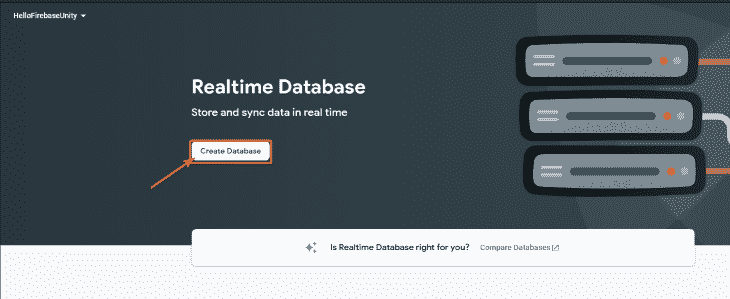 HelloFirebaseUnity
Realtime Database
Store and sync data in real time
Create Database
Is Realtime Database right for you? Compare Databases